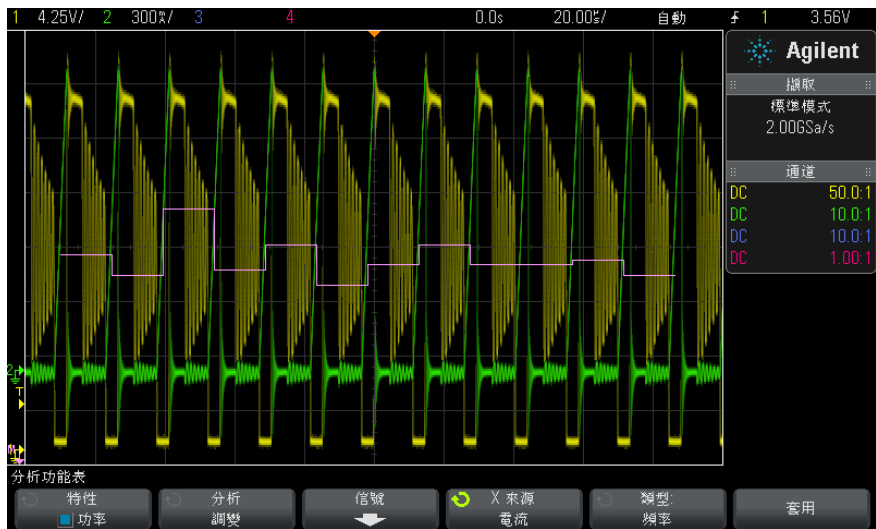 1 4.25V/ 2 300㎷/ 3 4 0.0s 20.00㎲/ 自動 1 3.56V
Agilent
擷取
標準模式
2.00GSa/s
通道
DC 50.0:1
DC 10.0:1
DC 10.0:1
DC 1.00:1
2
T
M
分析功能表
特性 分析 信號 X 來源 類型:
功率 調變 電流 頻率 套用